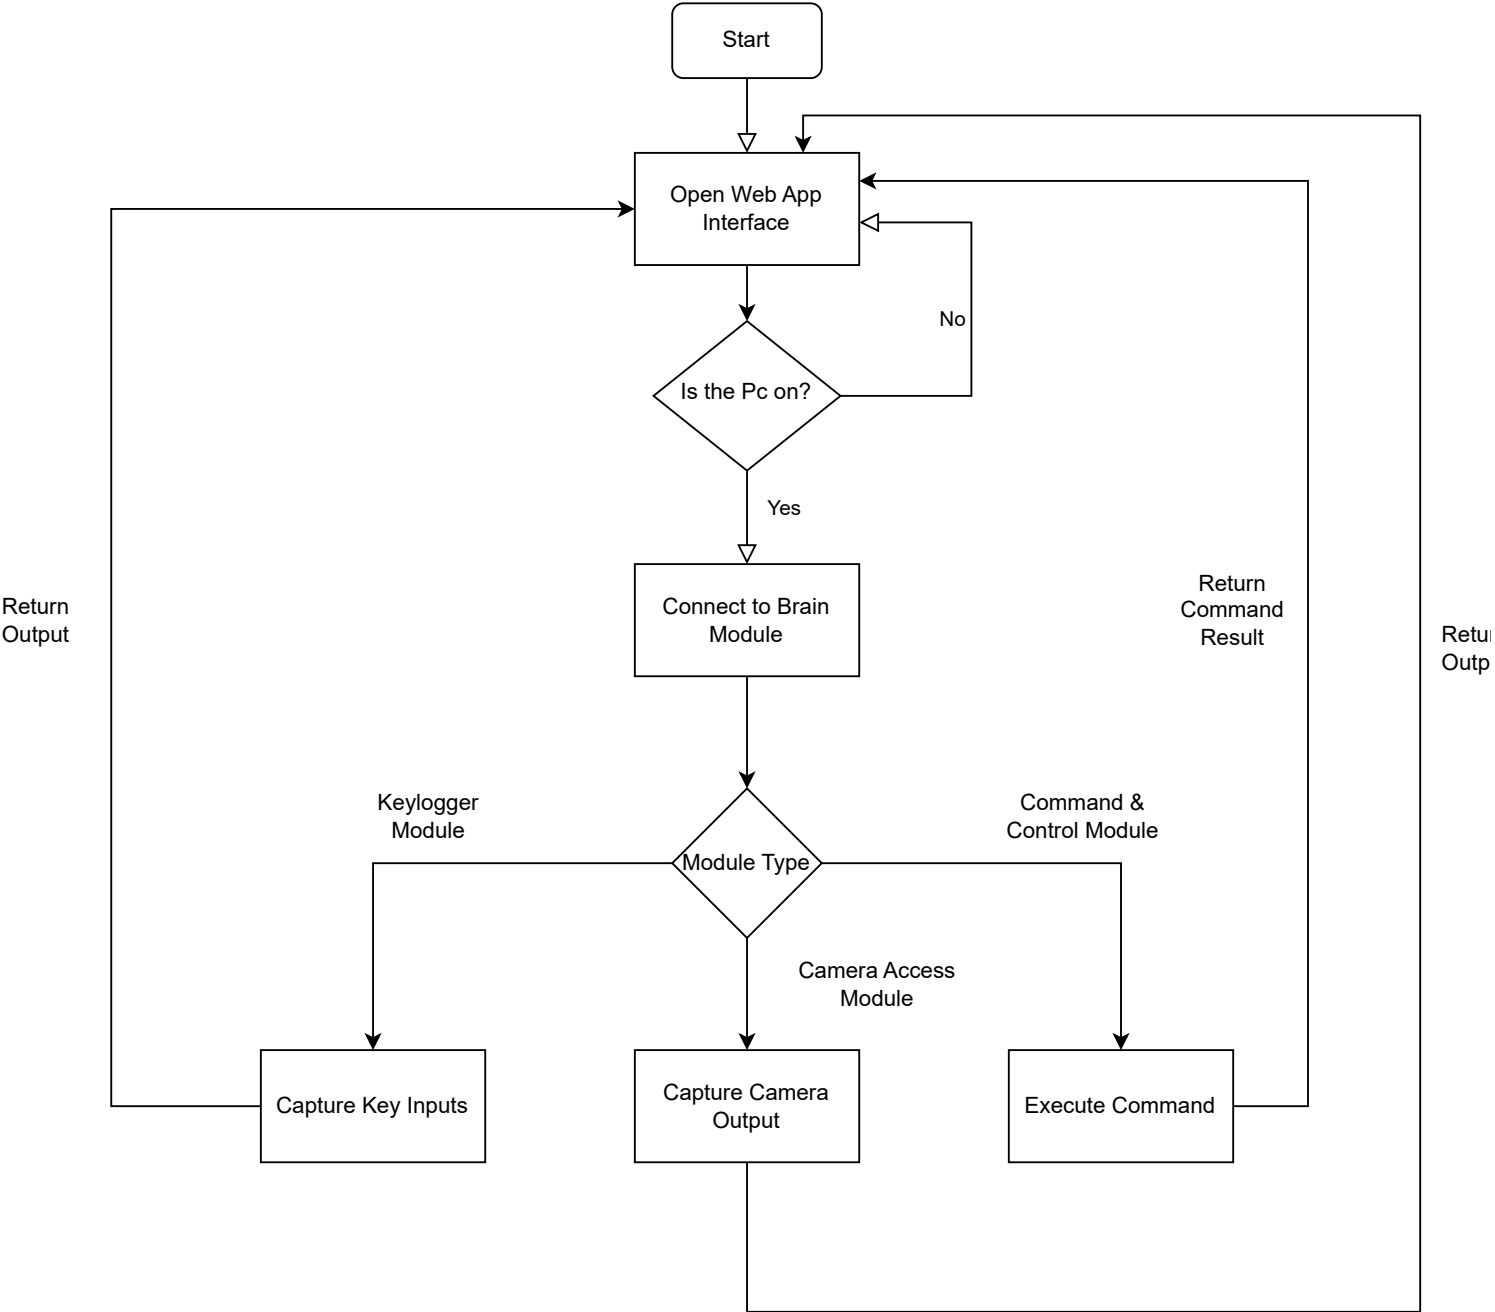 Start
Open Web App
Interface
No
Is the Pc on?
Yes
Connect to Brain
Module
Return
Output
Return
Command
Result
Keylogger
Module
Module Type
Command &
Control Module
Camera Access
Module
Capture Key Inputs
Capture Camera
Output
Execute Command